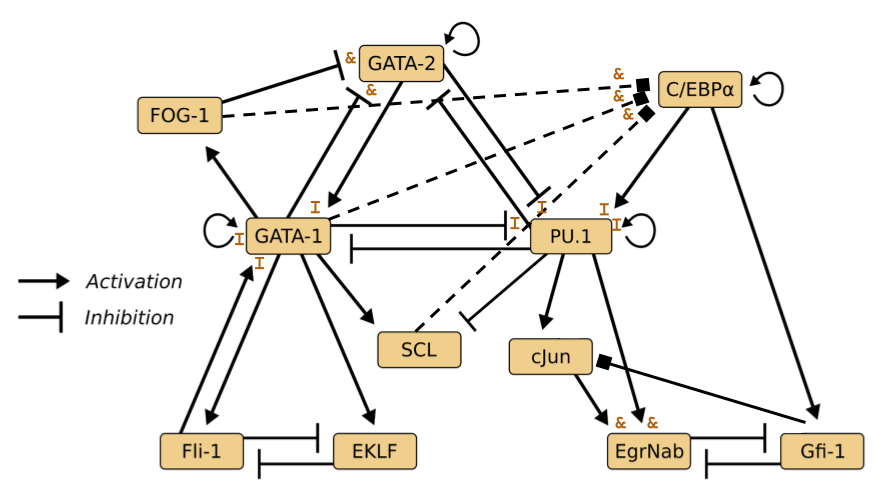 & GATA-2
& C/EBPα
&
&
&
FOG-1
I
I
I
I
I
I
GATA-1
I
PU.1
Activation
Inhibition
SCL
cJun
& &
Fli-1
EKLF
EgrNab
Gfi-1